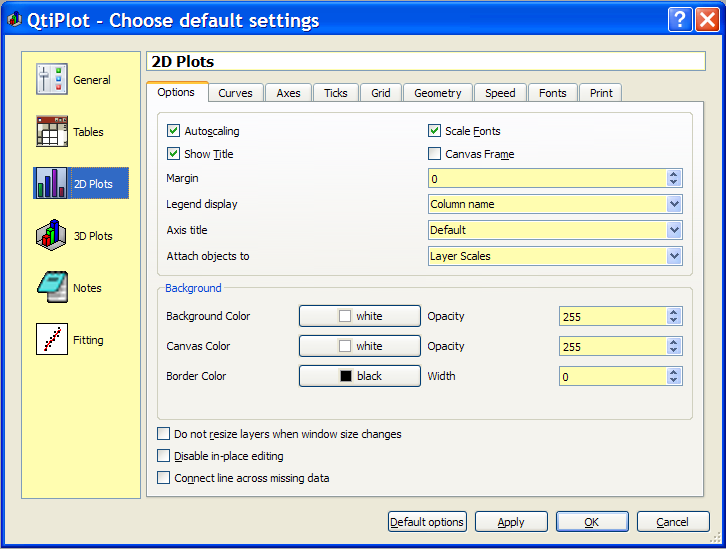 QtiPlot - Choose default settings
General
Tables
2D Plots
3D Plots
Notes
Fitting
2D Plots
Options Curves Axes Ticks Grid Geometry Speed Fonts Print
Autoscaling Scale Fonts
Show Title Canvas Frame
Margin 0
Legend display Column name
Axis title Default
Attach objects to Layer Scales
Background
Background Color white Opacity 255
Canvas Color white Opacity 255
Border Color black Width 0
Do not resize layers when window size changes
Disable in-place editing
Connect line across missing data
Default options Apply OK Cancel